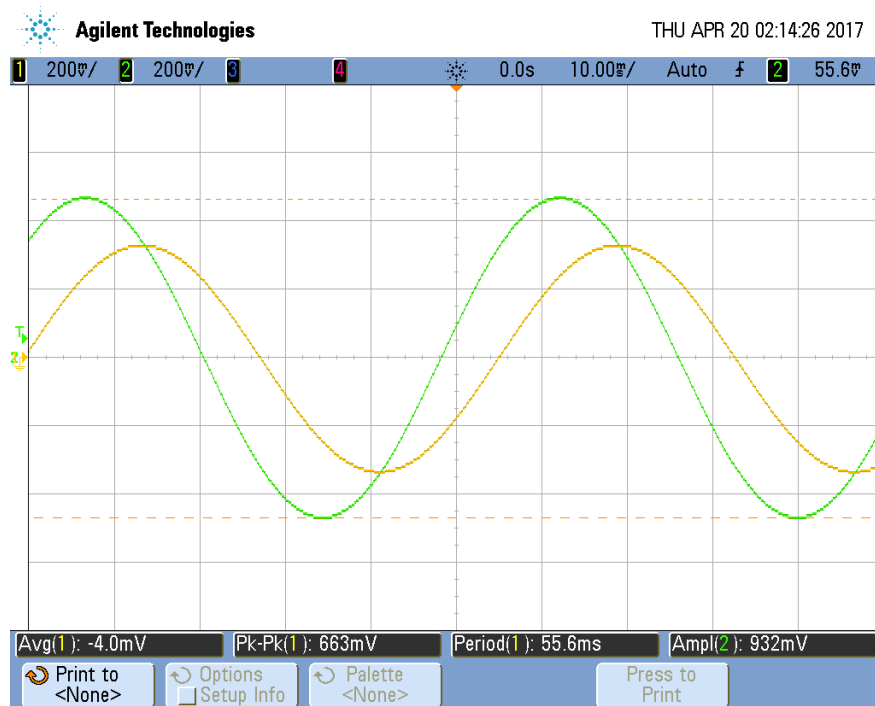 Agilent Technologies THU APR 20 02:14:26 2017
1 200mV/ 2 200mV/ 3 4 0.0s 10.00ms/ Auto 2 55.6mV
T
2
Avg(1): -4.0mV Pk-Pk(1): 663mV Period(1): 55.6ms Ampl(2): 932mV
Print to Options Palette Press to
<None> Setup Info <None> Print